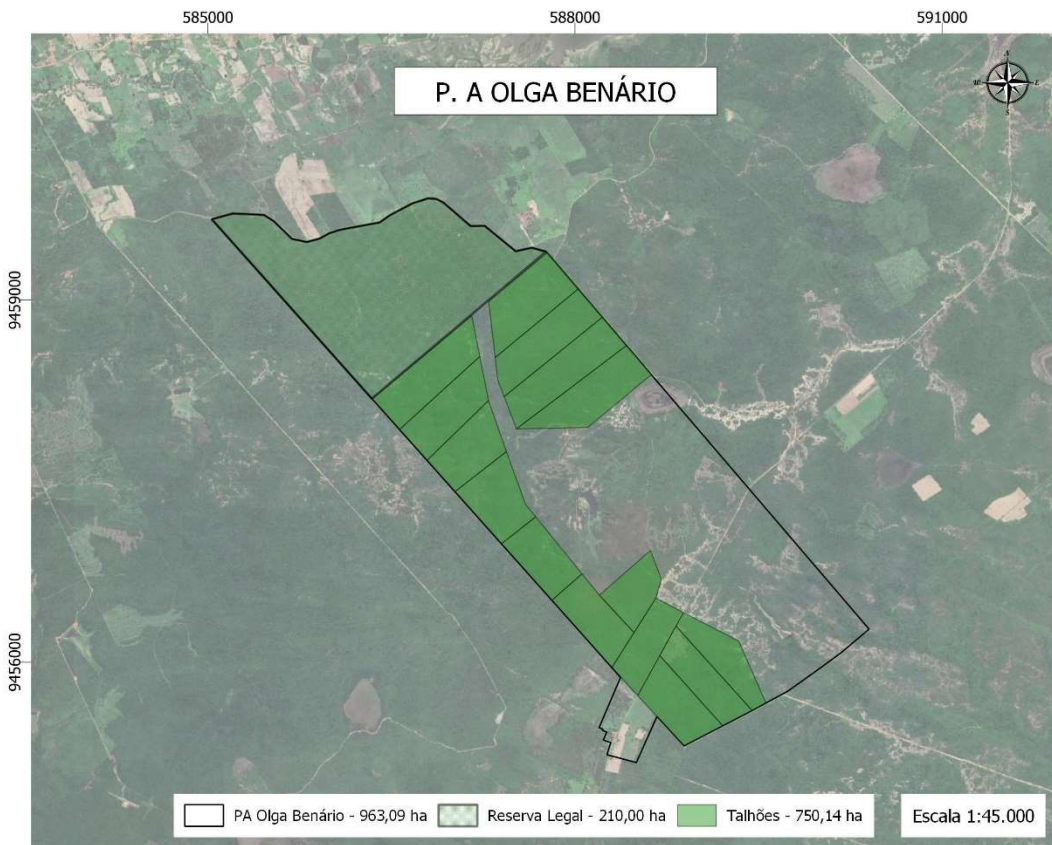 585000 588000 591000
P. A OLGA BENÁRIO
N
W E
S
9459000
9456000
PA Olga Benário - 963,09 ha Reserva Legal - 210,00 ha Talhões - 750,14 ha Escala 1:45.000